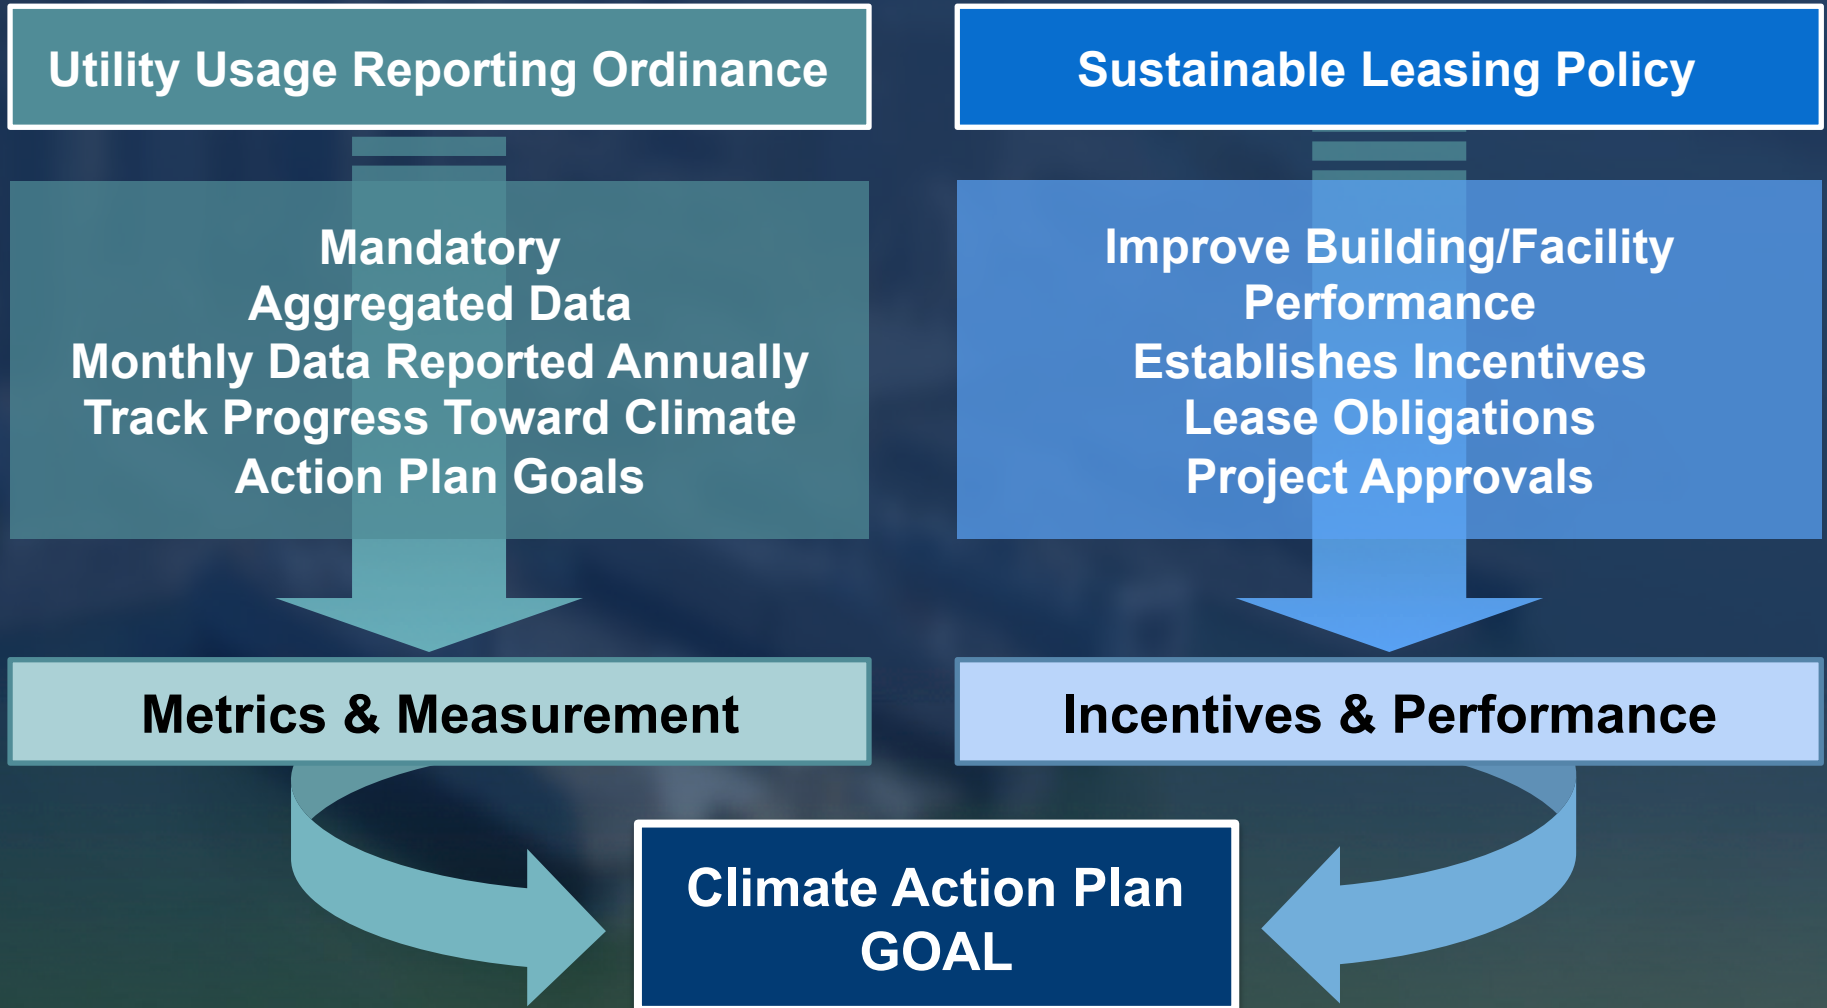 Utility Usage Reporting Ordinance
Mandatory
Aggregated Data
Monthly Data Reported Annually
Track Progress Toward Climate
Action Plan Goals
Metrics & Measurement
Sustainable Leasing Policy
Improve Building/Facility
Performance
Establishes Incentives
Lease Obligations
Project Approvals
Incentives & Performance
Climate Action Plan
GOAL